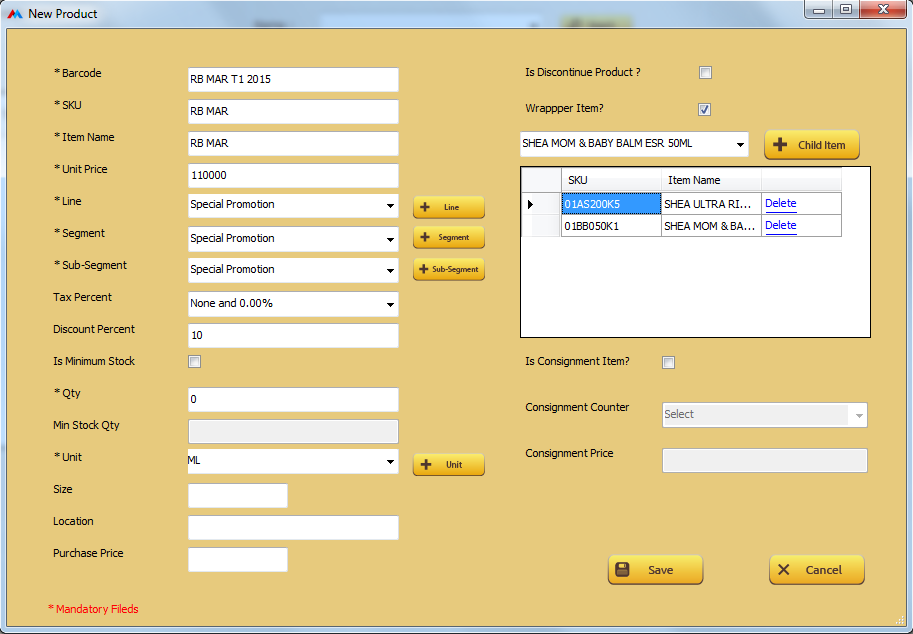 New Product
* Barcode
RB MAR T1 2015
* SKU
RB MAR
* Item Name
RB MAR
* Unit Price
110000
* Line
Special Promotion
Line
* Segment
Special Promotion
Segment
* Sub-Segment
Special Promotion
Sub-Segment
Tax Percent
None and 0.00%
Discount Percent
10
Is Minimum Stock
* Qty
0
Min Stock Qty
* Unit
ML
Unit
Size
Location
Purchase Price
* Mandatory Fileds
Is Discontinue Product ?
Wrappper Item?
SHEA MOM & BABY BALM ESR 50ML
Child Item
SKU Item Name
01AS200K5 SHEA ULTRA RI... Delete
01BB050K1 SHEA MOM & BA... Delete
Is Consignment Item?
Consignment Counter
Select
Consignment Price
Save
Cancel